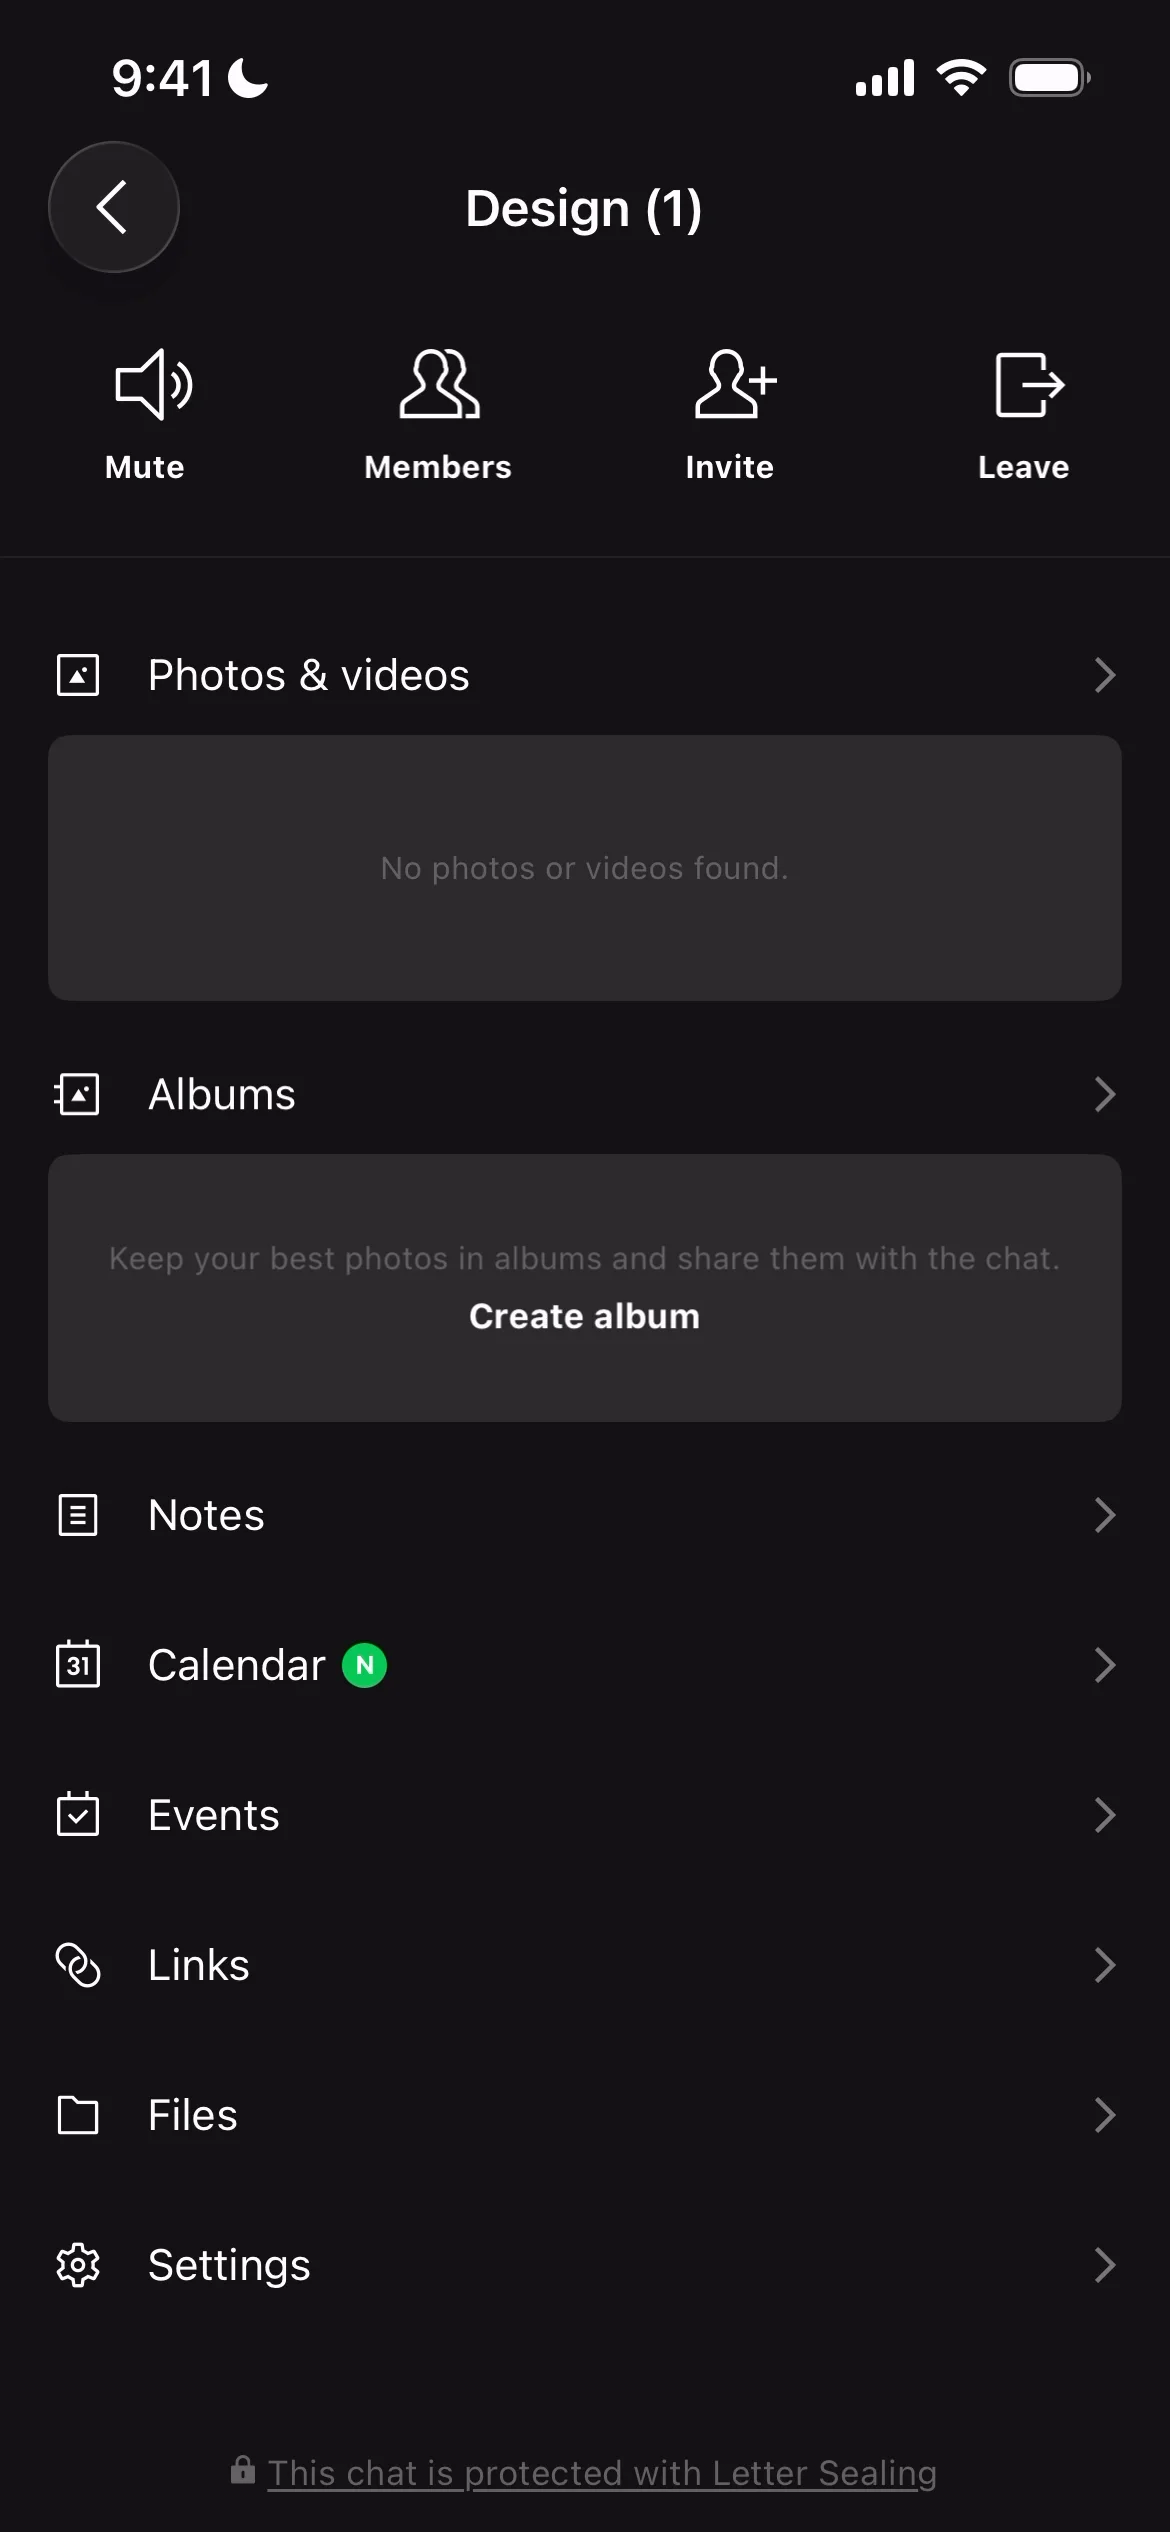 9:41
Design (1)
Mute Members Invite Leave
Photos & videos
No photos or videos found.
Albums
Keep your best photos in albums and share them with the chat.
Create album
Notes
31 Calendar N
Events
Links
Files
Settings
This chat is protected with Letter Sealing